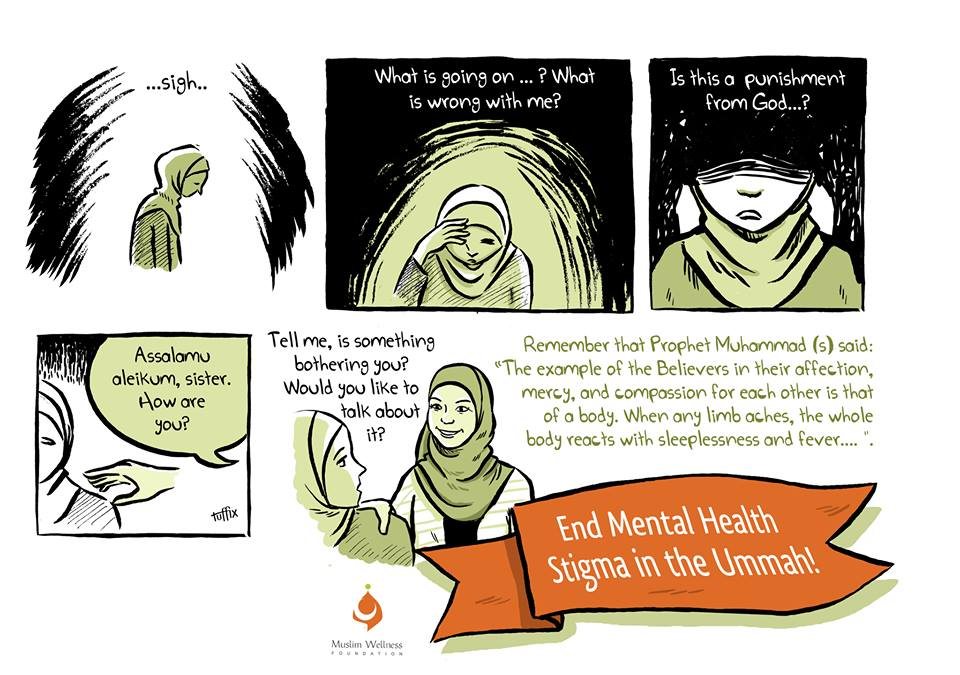 ...sigh..
What is going on ... ? What
is wrong with me?
Is this a punishment
from God...?
Assalamu
aleikum, sister.
How are
you?
tuffix
Tell me, is something
bothering you?
Would you like to
talk about
it?
Remember that Prophet Muhammad (s) said:
"The example of the Believers in their affection,
mercy, and compassion for each other is that
of a body. When any limb aches, the whole
body reacts with sleeplessness and fever.... ".
End Mental Health
Stigma in the Ummah!
Muslim Wellness
FOUNDATION